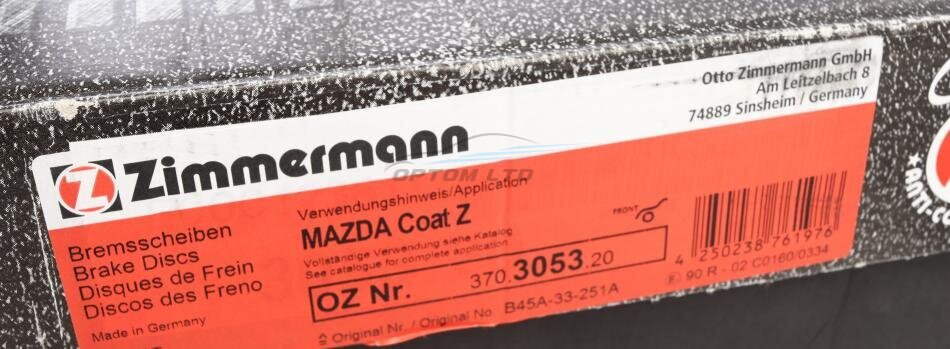 Otto Zimmermann GmbH
Am Leitzelbach 8
74889 Sinsheim / Germany
Z Zimmermann
OPTOM LTD
Bremsscheiben
Brake Discs
Disques de Frein
Discos des Freno
Made in Germany
Verwendungshinweis/Application
MAZDA Coat Z
Vollständige Verwendung siehe Katalog
See catalogue for complete application
FRONT
OZ Nr. 370.3053.20
≙ Original Nr. / Original No B45A-33-251A
4 250238 761976
E1 90 R - 02 C0160/0334
ANTI